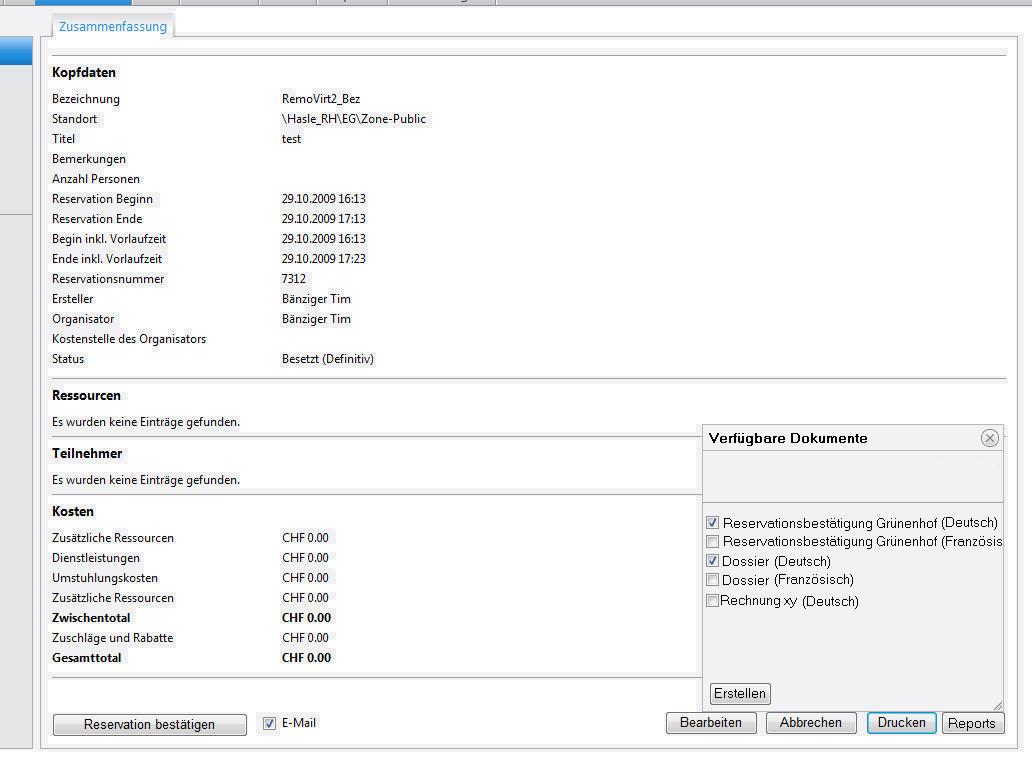 Zusammenfassung
Kopfdaten
Bezeichnung RemoVirt2_Bez
Standort \Hasle_RH\EG\Zone-Public
Titel test
Bemerkungen
Anzahl Personen
Reservation Beginn 29.10.2009 16:13
Reservation Ende 29.10.2009 17:13
Begin inkl. Vorlaufzeit 29.10.2009 16:13
Ende inkl. Vorlaufzeit 29.10.2009 17:23
Reservationsnummer 7312
Ersteller Bänziger Tim
Organisator Bänziger Tim
Kostenstelle des Organisators
Status Besetzt (Definitiv)
Ressourcen
Es wurden keine Einträge gefunden.
Teilnehmer
Es wurden keine Einträge gefunden.
Kosten
Zusätzliche Ressourcen CHF 0.00
Dienstleistungen CHF 0.00
Umstuhlungskosten CHF 0.00
Zusätzliche Ressourcen CHF 0.00
Zwischentotal CHF 0.00
Zuschläge und Rabatte CHF 0.00
Gesamttotal CHF 0.00
Verfügbare Dokumente
Reservationsbestätigung Grünenhof (Deutsch)
Reservationsbestätigung Grünenhof (Französis
Dossier (Deutsch)
Dossier (Französisch)
Rechnung xy (Deutsch)
Erstellen
Reservation bestätigen E-Mail Bearbeiten Abbrechen Drucken Reports